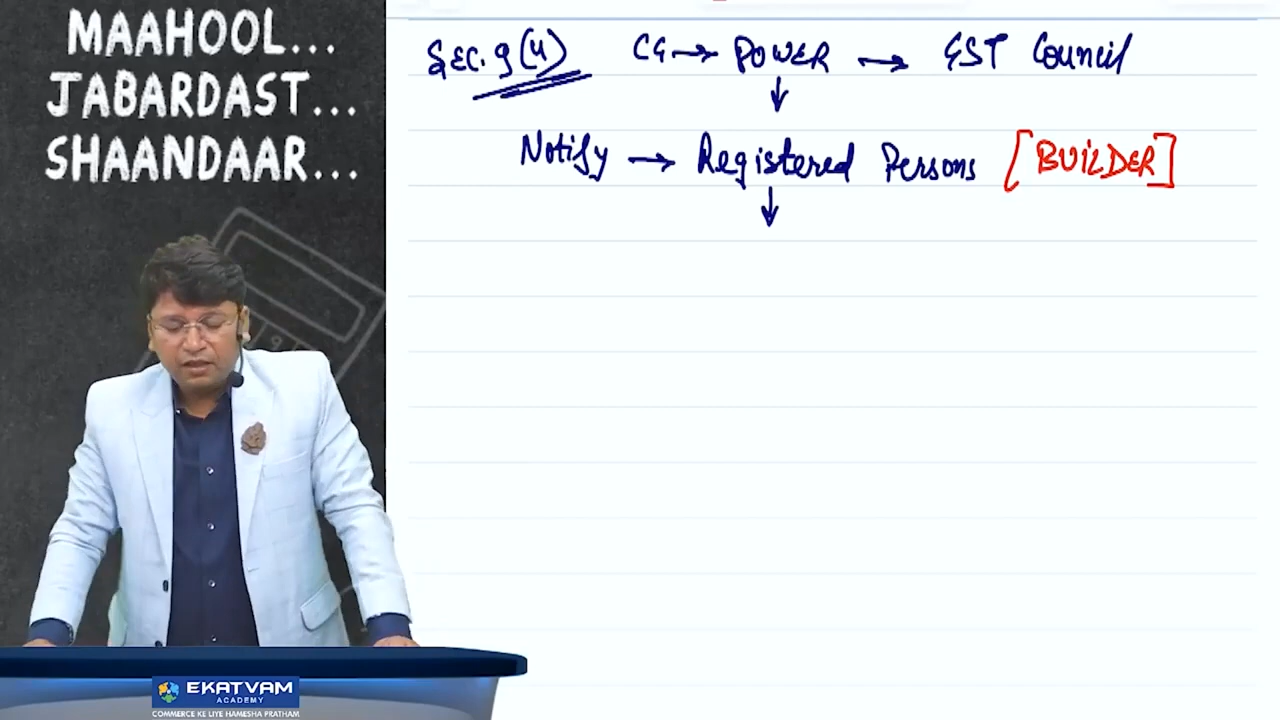 MAAHOOL...
JABARDAST...
SHAANDAAR...
SEC. 9(4) CG → POWER → GST Council
↓
Notify → Registered Persons [BUILDER]
↓
EKATVAM
ACADEMY
COMMERCE KE LIYE HAMESHA PRATHAM